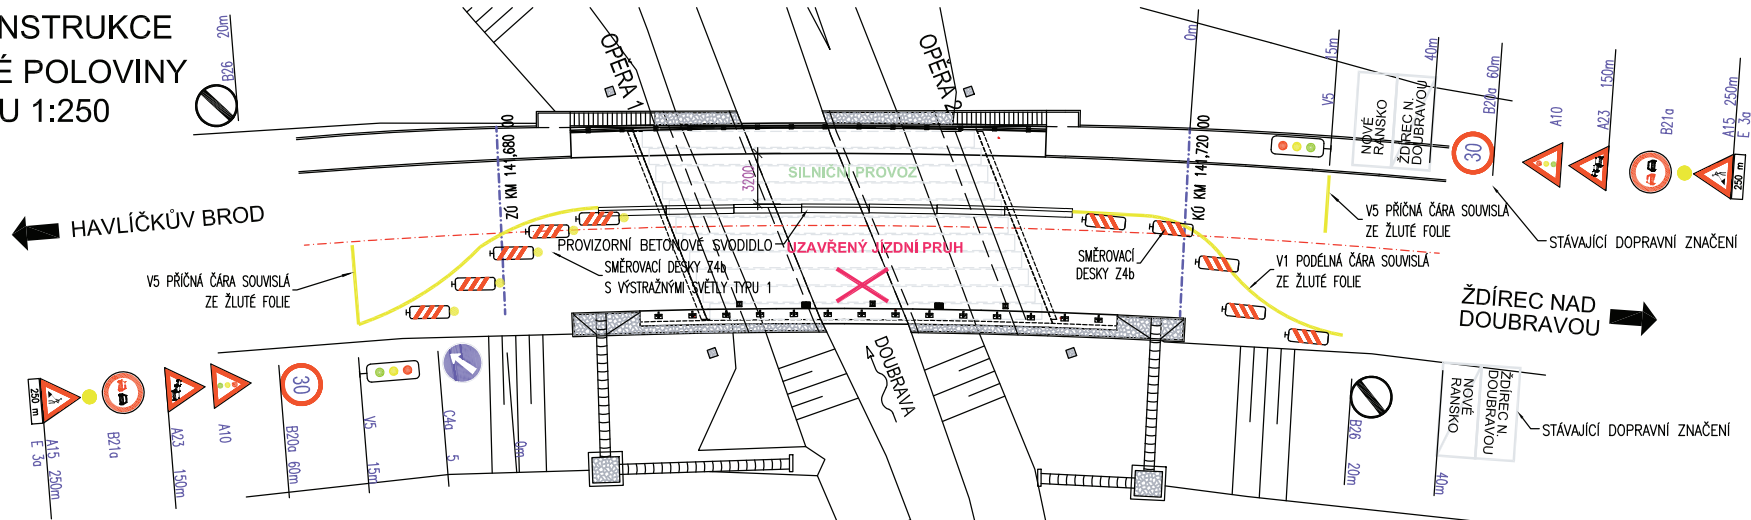 NSTRUKCE
É POLOVINY
U 1:250
20m
B26
OPĚRA 1
OPĚRA 2
0m
15m
V5
40m
NOVÉ
RANSKO
ŽDÍREC N.
DOUBRAVOU
B20a 60m
30
A10
A23 150m
B21a
A15 250m
E 3a
250 m
HAVLÍČKŮV BROD
ZÚ KM 141,680 00
KÚ KM 141,720 00
3200
SILNIČNÍ PROVOZ
UZAVŘENÝ JÍZDNÍ PRUH
PROVIZORNÍ BETONOVÉ SVODIDLO
SMĚROVACÍ DESKY Z4b
S VÝSTRAŽNÝMI SVĚTLY TYPU 1
SMĚROVACÍ
DESKY Z4b
V5 PŘÍČNÁ ČÁRA SOUVISLÁ
ZE ŽLUTÉ FOLIE
V5 PŘÍČNÁ ČÁRA SOUVISLÁ
ZE ŽLUTÉ FOLIE
V1 PODÉLNÁ ČÁRA SOUVISLÁ
ZE ŽLUTÉ FOLIE
STÁVAJÍCÍ DOPRAVNÍ ZNAČENÍ
ŽDÍREC NAD
DOUBRAVOU
DOUBRAVA
250 m
A15 250m
E 3a
B21a
A23 150m
A10
30
B20a 60m
V5 15m
C4a 5
0m
B26 20m
40m
NOVÉ
RANSKO
ŽDÍREC N.
DOUBRAVOU
STÁVAJÍCÍ DOPRAVNÍ ZNAČENÍ